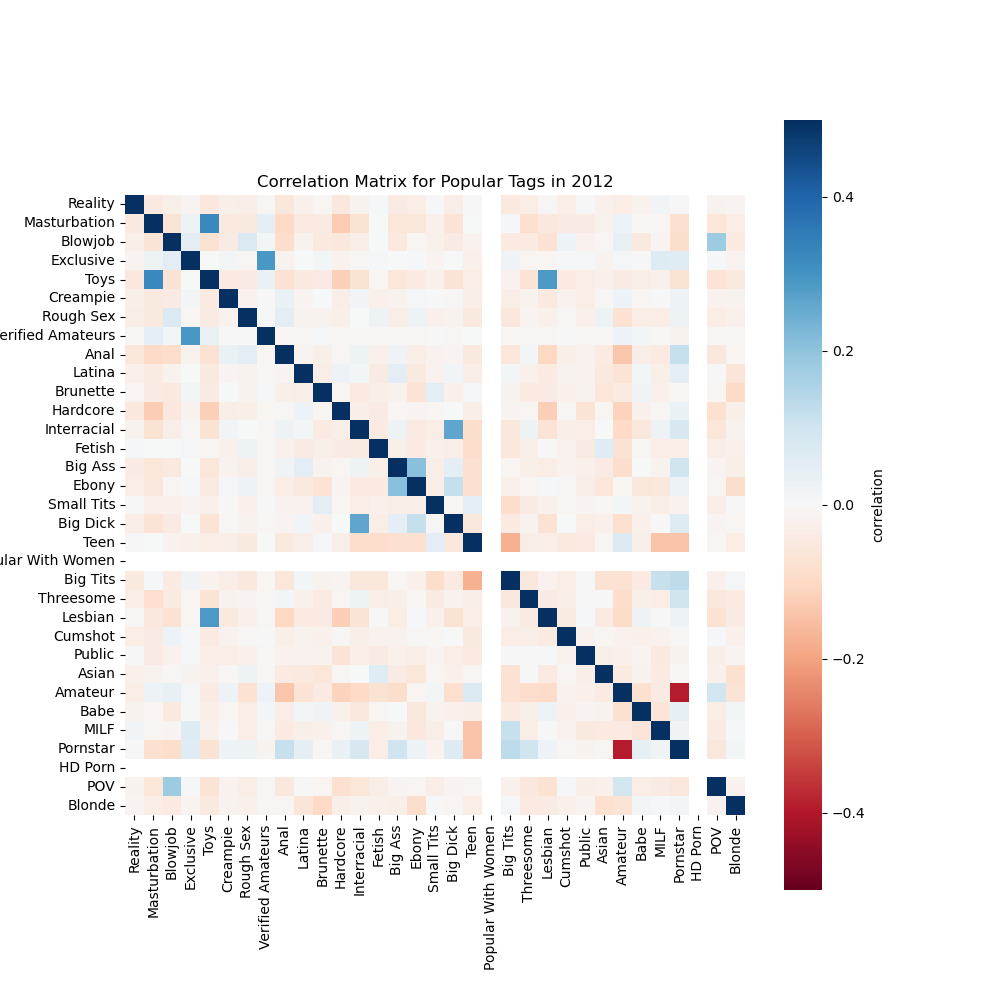 Correlation Matrix for Popular Tags in 2012
Reality
Masturbation
Blowjob
Exclusive
Toys
Creampie
Rough Sex
erified Amateurs
Anal
Latina
Brunette
Hardcore
Interracial
Fetish
Big Ass
Ebony
Small Tits
Big Dick
Teen
ular With Women
Big Tits
Threesome
Lesbian
Cumshot
Public
Asian
Amateur
Babe
MILF
Pornstar
HD Porn
POV
Blonde
Reality
Masturbation
Blowjob
Exclusive
Toys
Creampie
Rough Sex
Verified Amateurs
Anal
Latina
Brunette
Hardcore
Interracial
Fetish
Big Ass
Ebony
Small Tits
Big Dick
Teen
Popular With Women
Big Tits
Threesome
Lesbian
Cumshot
Public
Asian
Amateur
Babe
MILF
Pornstar
HD Porn
POV
Blonde
0.4
0.2
0.0
−0.2
−0.4
correlation